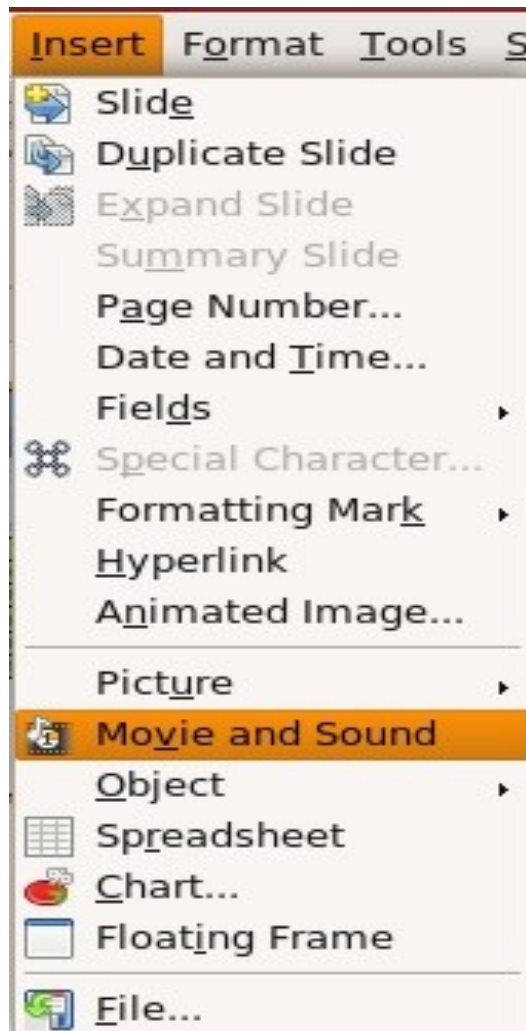 Insert Format Tools S
Slide
Duplicate Slide
Expand Slide
Summary Slide
Page Number...
Date and Time...
Fields
Special Character...
Formatting Mark
Hyperlink
Animated Image...
Picture
Movie and Sound
Object
Spreadsheet
Chart...
Floating Frame
File...